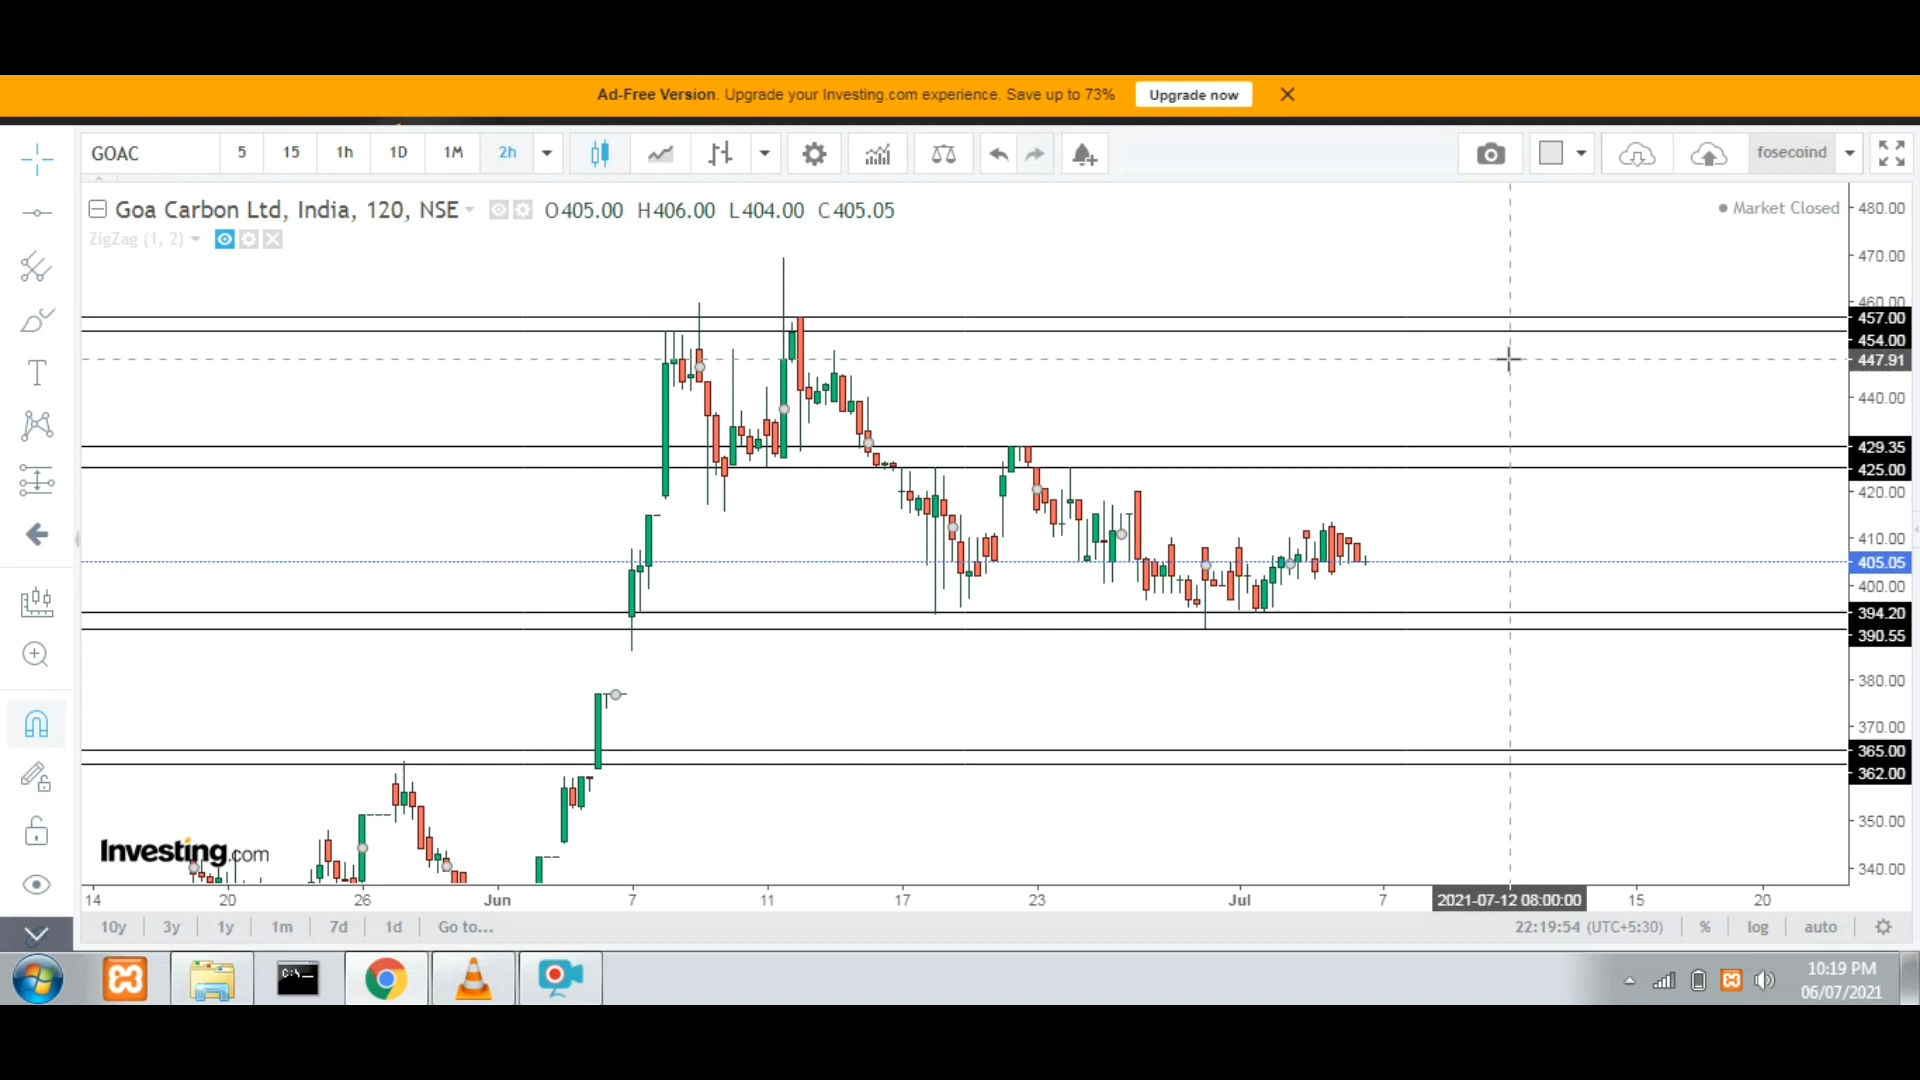 Ad-Free Version. Upgrade your Investing.com experience. Save up to 73% Upgrade now
GOAC 5 15 1h 1D 1M 2h fosecoind
Goa Carbon Ltd, India, 120, NSE O405.00 H406.00 L404.00 C405.05 Market Closed
ZigZag (1, 2)
480.00
470.00
460.00
457.00
454.00
447.91
440.00
429.35
425.00
420.00
410.00
405.05
400.00
394.20
390.55
380.00
370.00
365.00
362.00
350.00
340.00
Investing.com
14 20 26 Jun 7 11 17 23 Jul 7 2021-07-12 08:00:00 15 20
10y 3y 1y 1m 7d 1d Go to... 22:19:54 (UTC+5:30) % log auto
C:\_
10:19 PM
06/07/2021